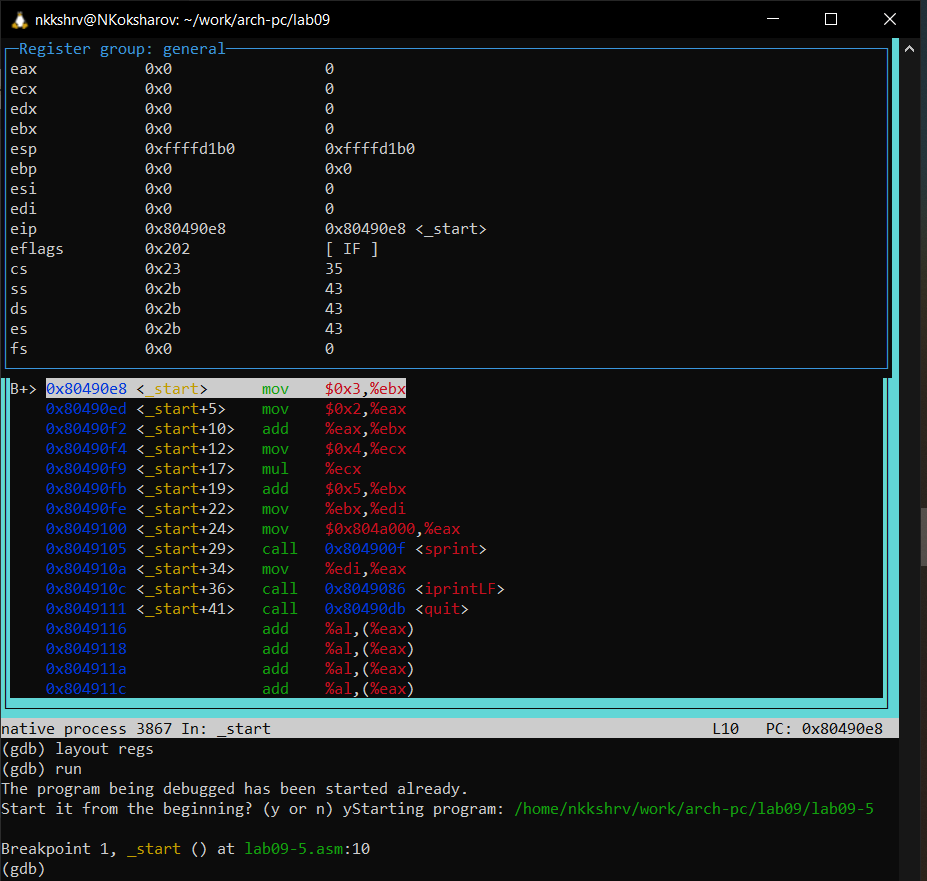 nkkshrv@NKoksharov: ~/work/arch-pc/lab09
Register group: general
eax 0x0 0
ecx 0x0 0
edx 0x0 0
ebx 0x0 0
esp 0xffffd1b0 0xffffd1b0
ebp 0x0 0x0
esi 0x0 0
edi 0x0 0
eip 0x80490e8 0x80490e8 <_start>
eflags 0x202 [ IF ]
cs 0x23 35
ss 0x2b 43
ds 0x2b 43
es 0x2b 43
fs 0x0 0
B+> 0x80490e8 <_start> mov $0x3,%ebx
0x80490ed <_start+5> mov $0x2,%eax
0x80490f2 <_start+10> add %eax,%ebx
0x80490f4 <_start+12> mov $0x4,%ecx
0x80490f9 <_start+17> mul %ecx
0x80490fb <_start+19> add $0x5,%ebx
0x80490fe <_start+22> mov %ebx,%edi
0x8049100 <_start+24> mov $0x804a000,%eax
0x8049105 <_start+29> call 0x804900f <sprint>
0x804910a <_start+34> mov %edi,%eax
0x804910c <_start+36> call 0x8049086 <iprintLF>
0x8049111 <_start+41> call 0x80490db <quit>
0x8049116 add %al,(%eax)
0x8049118 add %al,(%eax)
0x804911a add %al,(%eax)
0x804911c add %al,(%eax)
native process 3867 In: _start L10 PC: 0x80490e8
(gdb) layout regs
(gdb) run
The program being debugged has been started already.
Start it from the beginning? (y or n) yStarting program: /home/nkkshrv/work/arch-pc/lab09/lab09-5
Breakpoint 1, _start () at lab09-5.asm:10
(gdb)